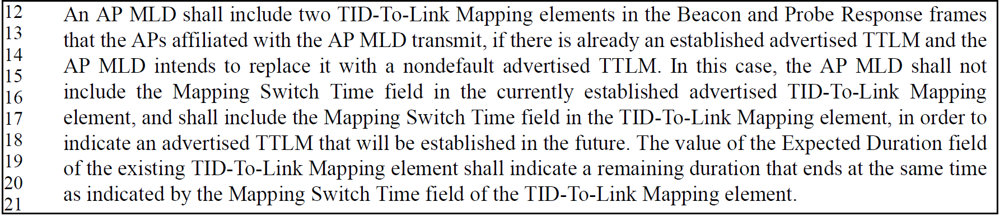 12 An AP MLD shall include two TID-To-Link Mapping elements in the Beacon and Probe Response frames
13 that the APs affiliated with the AP MLD transmit, if there is already an established advertised TTLM and the
14 AP MLD intends to replace it with a nondefault advertised TTLM. In this case, the AP MLD shall not
15 include the Mapping Switch Time field in the currently established advertised TID-To-Link Mapping
16 element, and shall include the Mapping Switch Time field in the TID-To-Link Mapping element, in order to
17 indicate an advertised TTLM that will be established in the future. The value of the Expected Duration field
18 of the existing TID-To-Link Mapping element shall indicate a remaining duration that ends at the same time
19 as indicated by the Mapping Switch Time field of the TID-To-Link Mapping element.
20
21